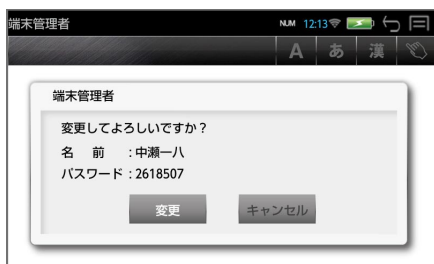 端末管理者 NUM 12:13
A あ 漢
端末管理者
変更してよろしいですか？
名　前　:中瀬一八
パスワード :2618507
変更 キャンセル